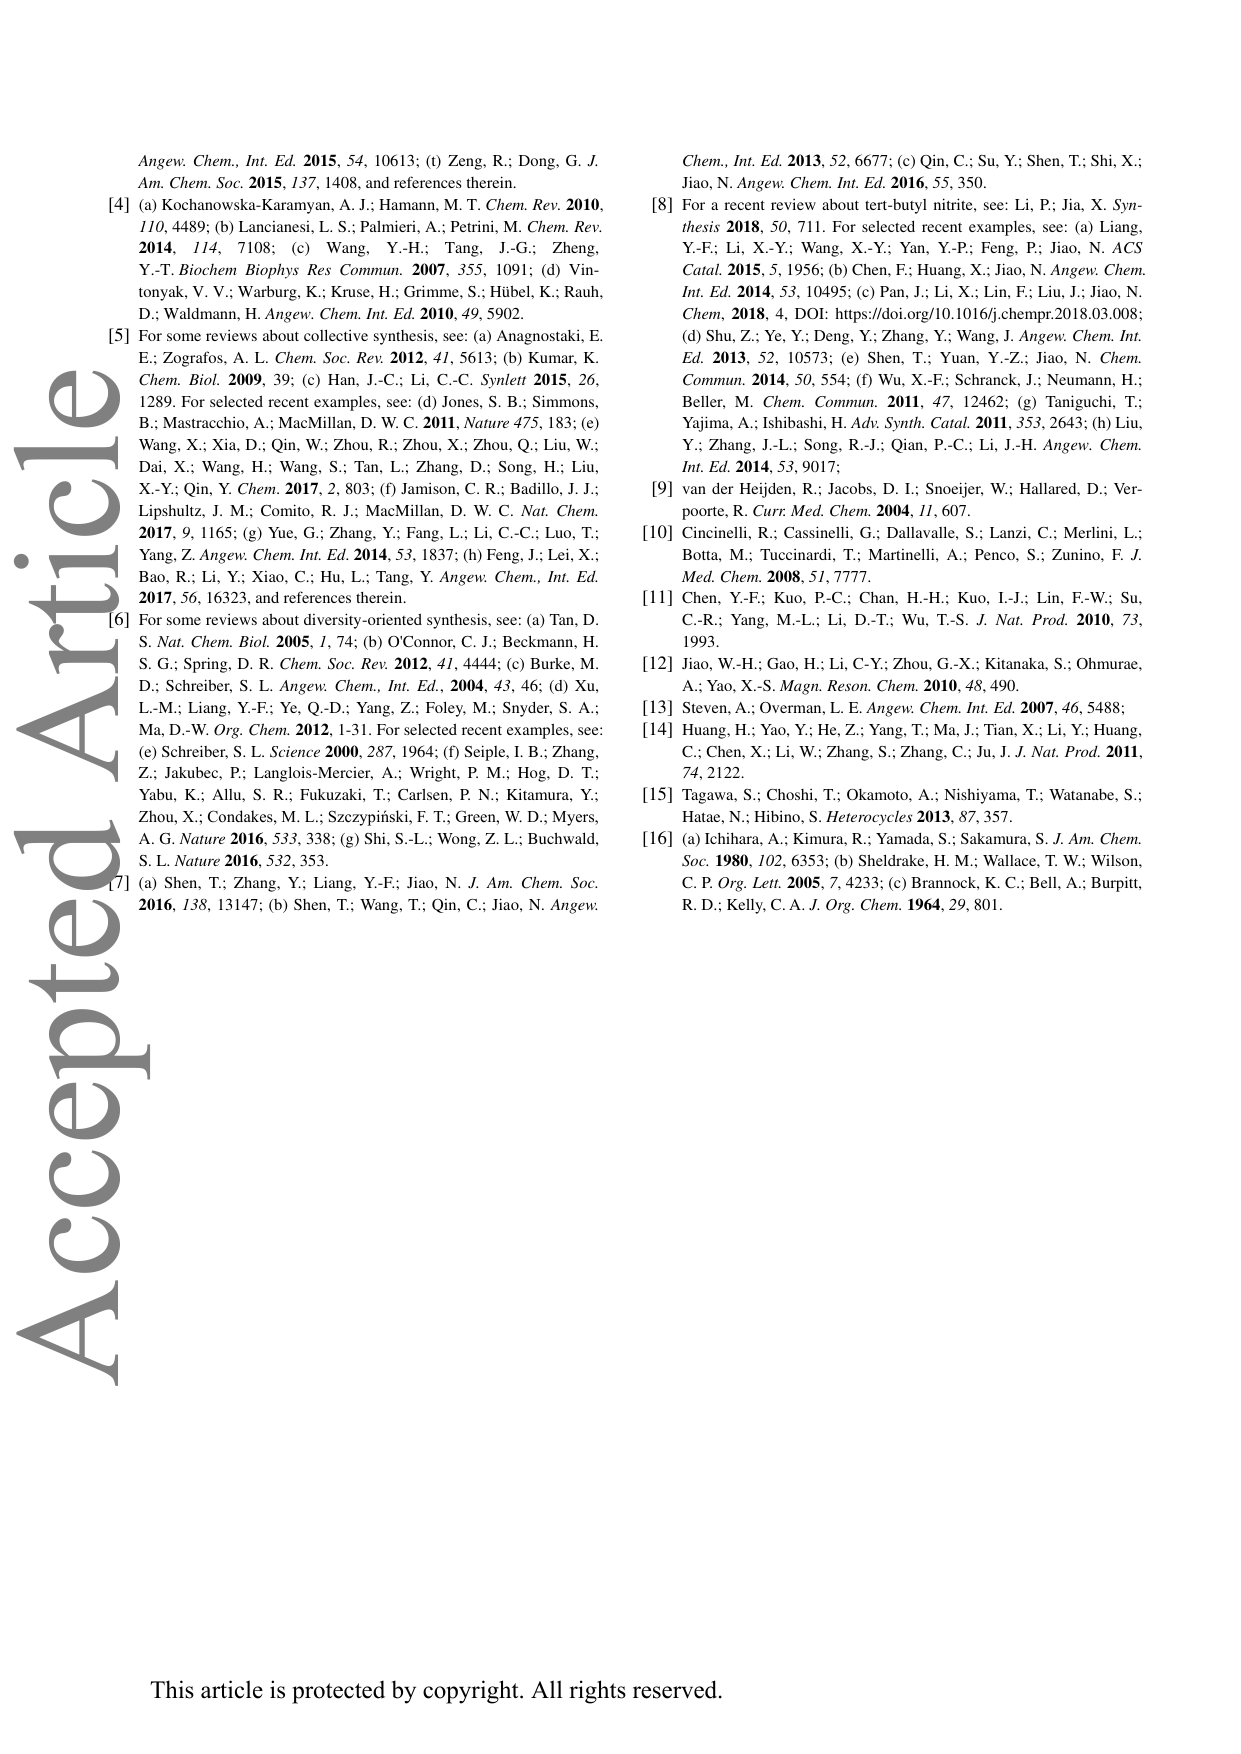 Angew. Chem., Int. Ed. 2015, 54, 10613; (t) Zeng, R.; Dong, G. J.
Am. Chem. Soc. 2015, 137, 1408, and references therein.
[4] (a) Kochanowska-Karamyan, A. J.; Hamann, M. T. Chem. Rev. 2010,
110, 4489; (b) Lancianesi, L. S.; Palmieri, A.; Petrini, M. Chem. Rev.
2014, 114, 7108; (c) Wang, Y.-H.; Tang, J.-G.; Zheng,
Y.-T. Biochem Biophys Res Commun. 2007, 355, 1091; (d) Vin-
tonyak, V. V.; Warburg, K.; Kruse, H.; Grimme, S.; Hübel, K.; Rauh,
D.; Waldmann, H. Angew. Chem. Int. Ed. 2010, 49, 5902.
[5] For some reviews about collective synthesis, see: (a) Anagnostaki, E.
E.; Zografos, A. L. Chem. Soc. Rev. 2012, 41, 5613; (b) Kumar, K.
Chem. Biol. 2009, 39; (c) Han, J.-C.; Li, C.-C. Synlett 2015, 26,
1289. For selected recent examples, see: (d) Jones, S. B.; Simmons,
B.; Mastracchio, A.; MacMillan, D. W. C. 2011, Nature 475, 183; (e)
Wang, X.; Xia, D.; Qin, W.; Zhou, R.; Zhou, X.; Zhou, Q.; Liu, W.;
Dai, X.; Wang, H.; Wang, S.; Tan, L.; Zhang, D.; Song, H.; Liu,
X.-Y.; Qin, Y. Chem. 2017, 2, 803; (f) Jamison, C. R.; Badillo, J. J.;
Lipshultz, J. M.; Comito, R. J.; MacMillan, D. W. C. Nat. Chem.
2017, 9, 1165; (g) Yue, G.; Zhang, Y.; Fang, L.; Li, C.-C.; Luo, T.;
Yang, Z. Angew. Chem. Int. Ed. 2014, 53, 1837; (h) Feng, J.; Lei, X.;
Bao, R.; Li, Y.; Xiao, C.; Hu, L.; Tang, Y. Angew. Chem., Int. Ed.
2017, 56, 16323, and references therein.
[6] For some reviews about diversity-oriented synthesis, see: (a) Tan, D.
S. Nat. Chem. Biol. 2005, 1, 74; (b) O'Connor, C. J.; Beckmann, H.
S. G.; Spring, D. R. Chem. Soc. Rev. 2012, 41, 4444; (c) Burke, M.
D.; Schreiber, S. L. Angew. Chem., Int. Ed., 2004, 43, 46; (d) Xu,
L.-M.; Liang, Y.-F.; Ye, Q.-D.; Yang, Z.; Foley, M.; Snyder, S. A.;
Ma, D.-W. Org. Chem. 2012, 1-31. For selected recent examples, see:
(e) Schreiber, S. L. Science 2000, 287, 1964; (f) Seiple, I. B.; Zhang,
Z.; Jakubec, P.; Langlois-Mercier, A.; Wright, P. M.; Hog, D. T.;
Yabu, K.; Allu, S. R.; Fukuzaki, T.; Carlsen, P. N.; Kitamura, Y.;
Zhou, X.; Condakes, M. L.; Szczypiński, F. T.; Green, W. D.; Myers,
A. G. Nature 2016, 533, 338; (g) Shi, S.-L.; Wong, Z. L.; Buchwald,
S. L. Nature 2016, 532, 353.
[7] (a) Shen, T.; Zhang, Y.; Liang, Y.-F.; Jiao, N. J. Am. Chem. Soc.
2016, 138, 13147; (b) Shen, T.; Wang, T.; Qin, C.; Jiao, N. Angew.
Chem., Int. Ed. 2013, 52, 6677; (c) Qin, C.; Su, Y.; Shen, T.; Shi, X.;
Jiao, N. Angew. Chem. Int. Ed. 2016, 55, 350.
[8] For a recent review about tert-butyl nitrite, see: Li, P.; Jia, X. Syn-
thesis 2018, 50, 711. For selected recent examples, see: (a) Liang,
Y.-F.; Li, X.-Y.; Wang, X.-Y.; Yan, Y.-P.; Feng, P.; Jiao, N. ACS
Catal. 2015, 5, 1956; (b) Chen, F.; Huang, X.; Jiao, N. Angew. Chem.
Int. Ed. 2014, 53, 10495; (c) Pan, J.; Li, X.; Lin, F.; Liu, J.; Jiao, N.
Chem, 2018, 4, DOI: https://doi.org/10.1016/j.chempr.2018.03.008;
(d) Shu, Z.; Ye, Y.; Deng, Y.; Zhang, Y.; Wang, J. Angew. Chem. Int.
Ed. 2013, 52, 10573; (e) Shen, T.; Yuan, Y.-Z.; Jiao, N. Chem.
Commun. 2014, 50, 554; (f) Wu, X.-F.; Schranck, J.; Neumann, H.;
Beller, M. Chem. Commun. 2011, 47, 12462; (g) Taniguchi, T.;
Yajima, A.; Ishibashi, H. Adv. Synth. Catal. 2011, 353, 2643; (h) Liu,
Y.; Zhang, J.-L.; Song, R.-J.; Qian, P.-C.; Li, J.-H. Angew. Chem.
Int. Ed. 2014, 53, 9017;
[9] van der Heijden, R.; Jacobs, D. I.; Snoeijer, W.; Hallared, D.; Ver-
poorte, R. Curr. Med. Chem. 2004, 11, 607.
[10] Cincinelli, R.; Cassinelli, G.; Dallavalle, S.; Lanzi, C.; Merlini, L.;
Botta, M.; Tuccinardi, T.; Martinelli, A.; Penco, S.; Zunino, F. J.
Med. Chem. 2008, 51, 7777.
[11] Chen, Y.-F.; Kuo, P.-C.; Chan, H.-H.; Kuo, I.-J.; Lin, F.-W.; Su,
C.-R.; Yang, M.-L.; Li, D.-T.; Wu, T.-S. J. Nat. Prod. 2010, 73,
1993.
[12] Jiao, W.-H.; Gao, H.; Li, C-Y.; Zhou, G.-X.; Kitanaka, S.; Ohmurae,
A.; Yao, X.-S. Magn. Reson. Chem. 2010, 48, 490.
[13] Steven, A.; Overman, L. E. Angew. Chem. Int. Ed. 2007, 46, 5488;
[14] Huang, H.; Yao, Y.; He, Z.; Yang, T.; Ma, J.; Tian, X.; Li, Y.; Huang,
C.; Chen, X.; Li, W.; Zhang, S.; Zhang, C.; Ju, J. J. Nat. Prod. 2011,
74, 2122.
[15] Tagawa, S.; Choshi, T.; Okamoto, A.; Nishiyama, T.; Watanabe, S.;
Hatae, N.; Hibino, S. Heterocycles 2013, 87, 357.
[16] (a) Ichihara, A.; Kimura, R.; Yamada, S.; Sakamura, S. J. Am. Chem.
Soc. 1980, 102, 6353; (b) Sheldrake, H. M.; Wallace, T. W.; Wilson,
C. P. Org. Lett. 2005, 7, 4233; (c) Brannock, K. C.; Bell, A.; Burpitt,
R. D.; Kelly, C. A. J. Org. Chem. 1964, 29, 801.
Accepted Article
This article is protected by copyright. All rights reserved.